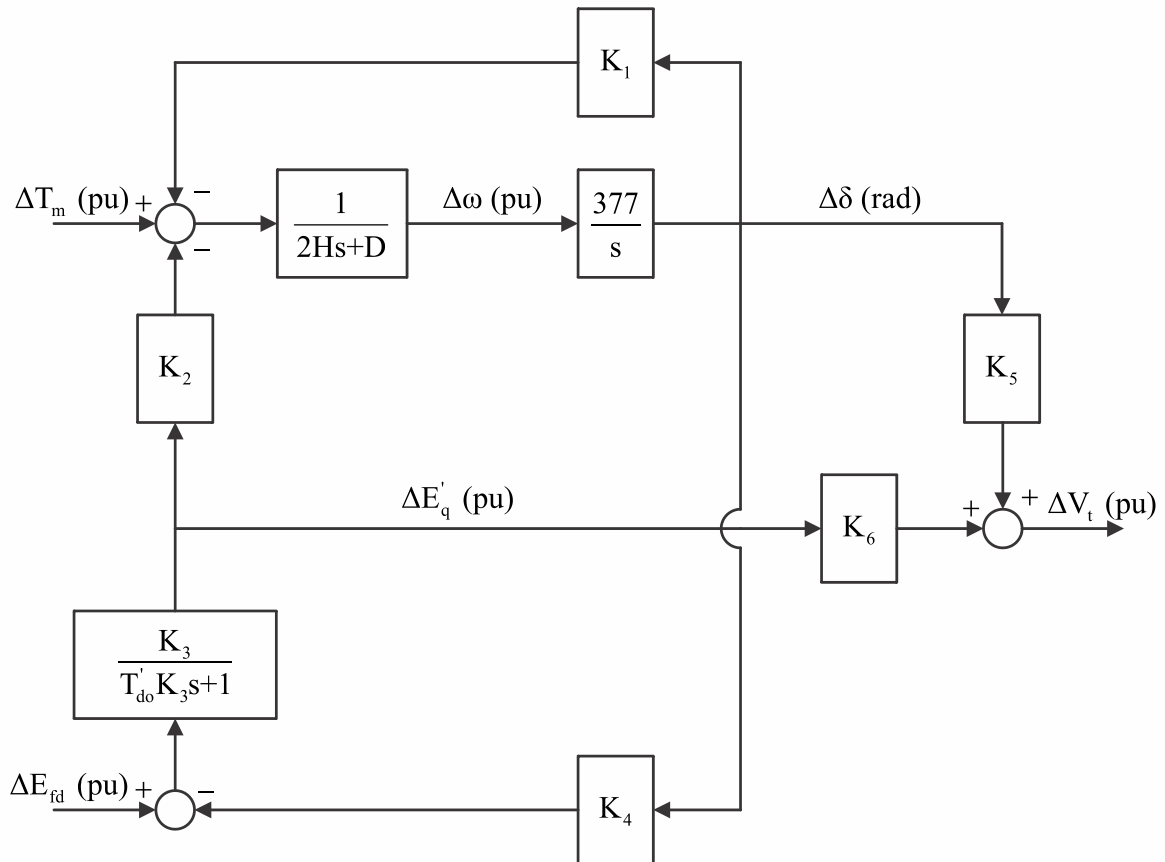 K₁
ΔTₘ (pu) + −
−
1
2Hs+D
Δω (pu)
377
s
Δδ (rad)
K₂
K₅
ΔE'q (pu)
K₆
+
+ ΔVₜ (pu)
K₃
T'do K₃s+1
ΔEfd (pu) + −
K₄